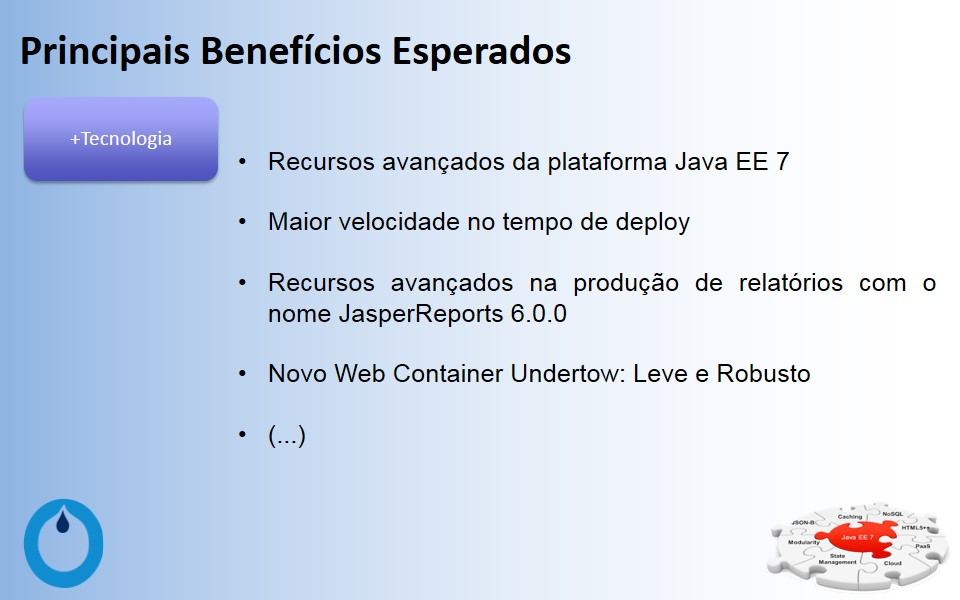 Principais Benefícios Esperados
+Tecnologia
• Recursos avançados da plataforma Java EE 7
• Maior velocidade no tempo de deploy
• Recursos avançados na produção de relatórios com o
nome JasperReports 6.0.0
• Novo Web Container Undertow: Leve e Robusto
• (...)
Caching
NoSQL
JSON-B
HTML5++
Java EE 7
Modularity
PaaS
State
Management
Cloud